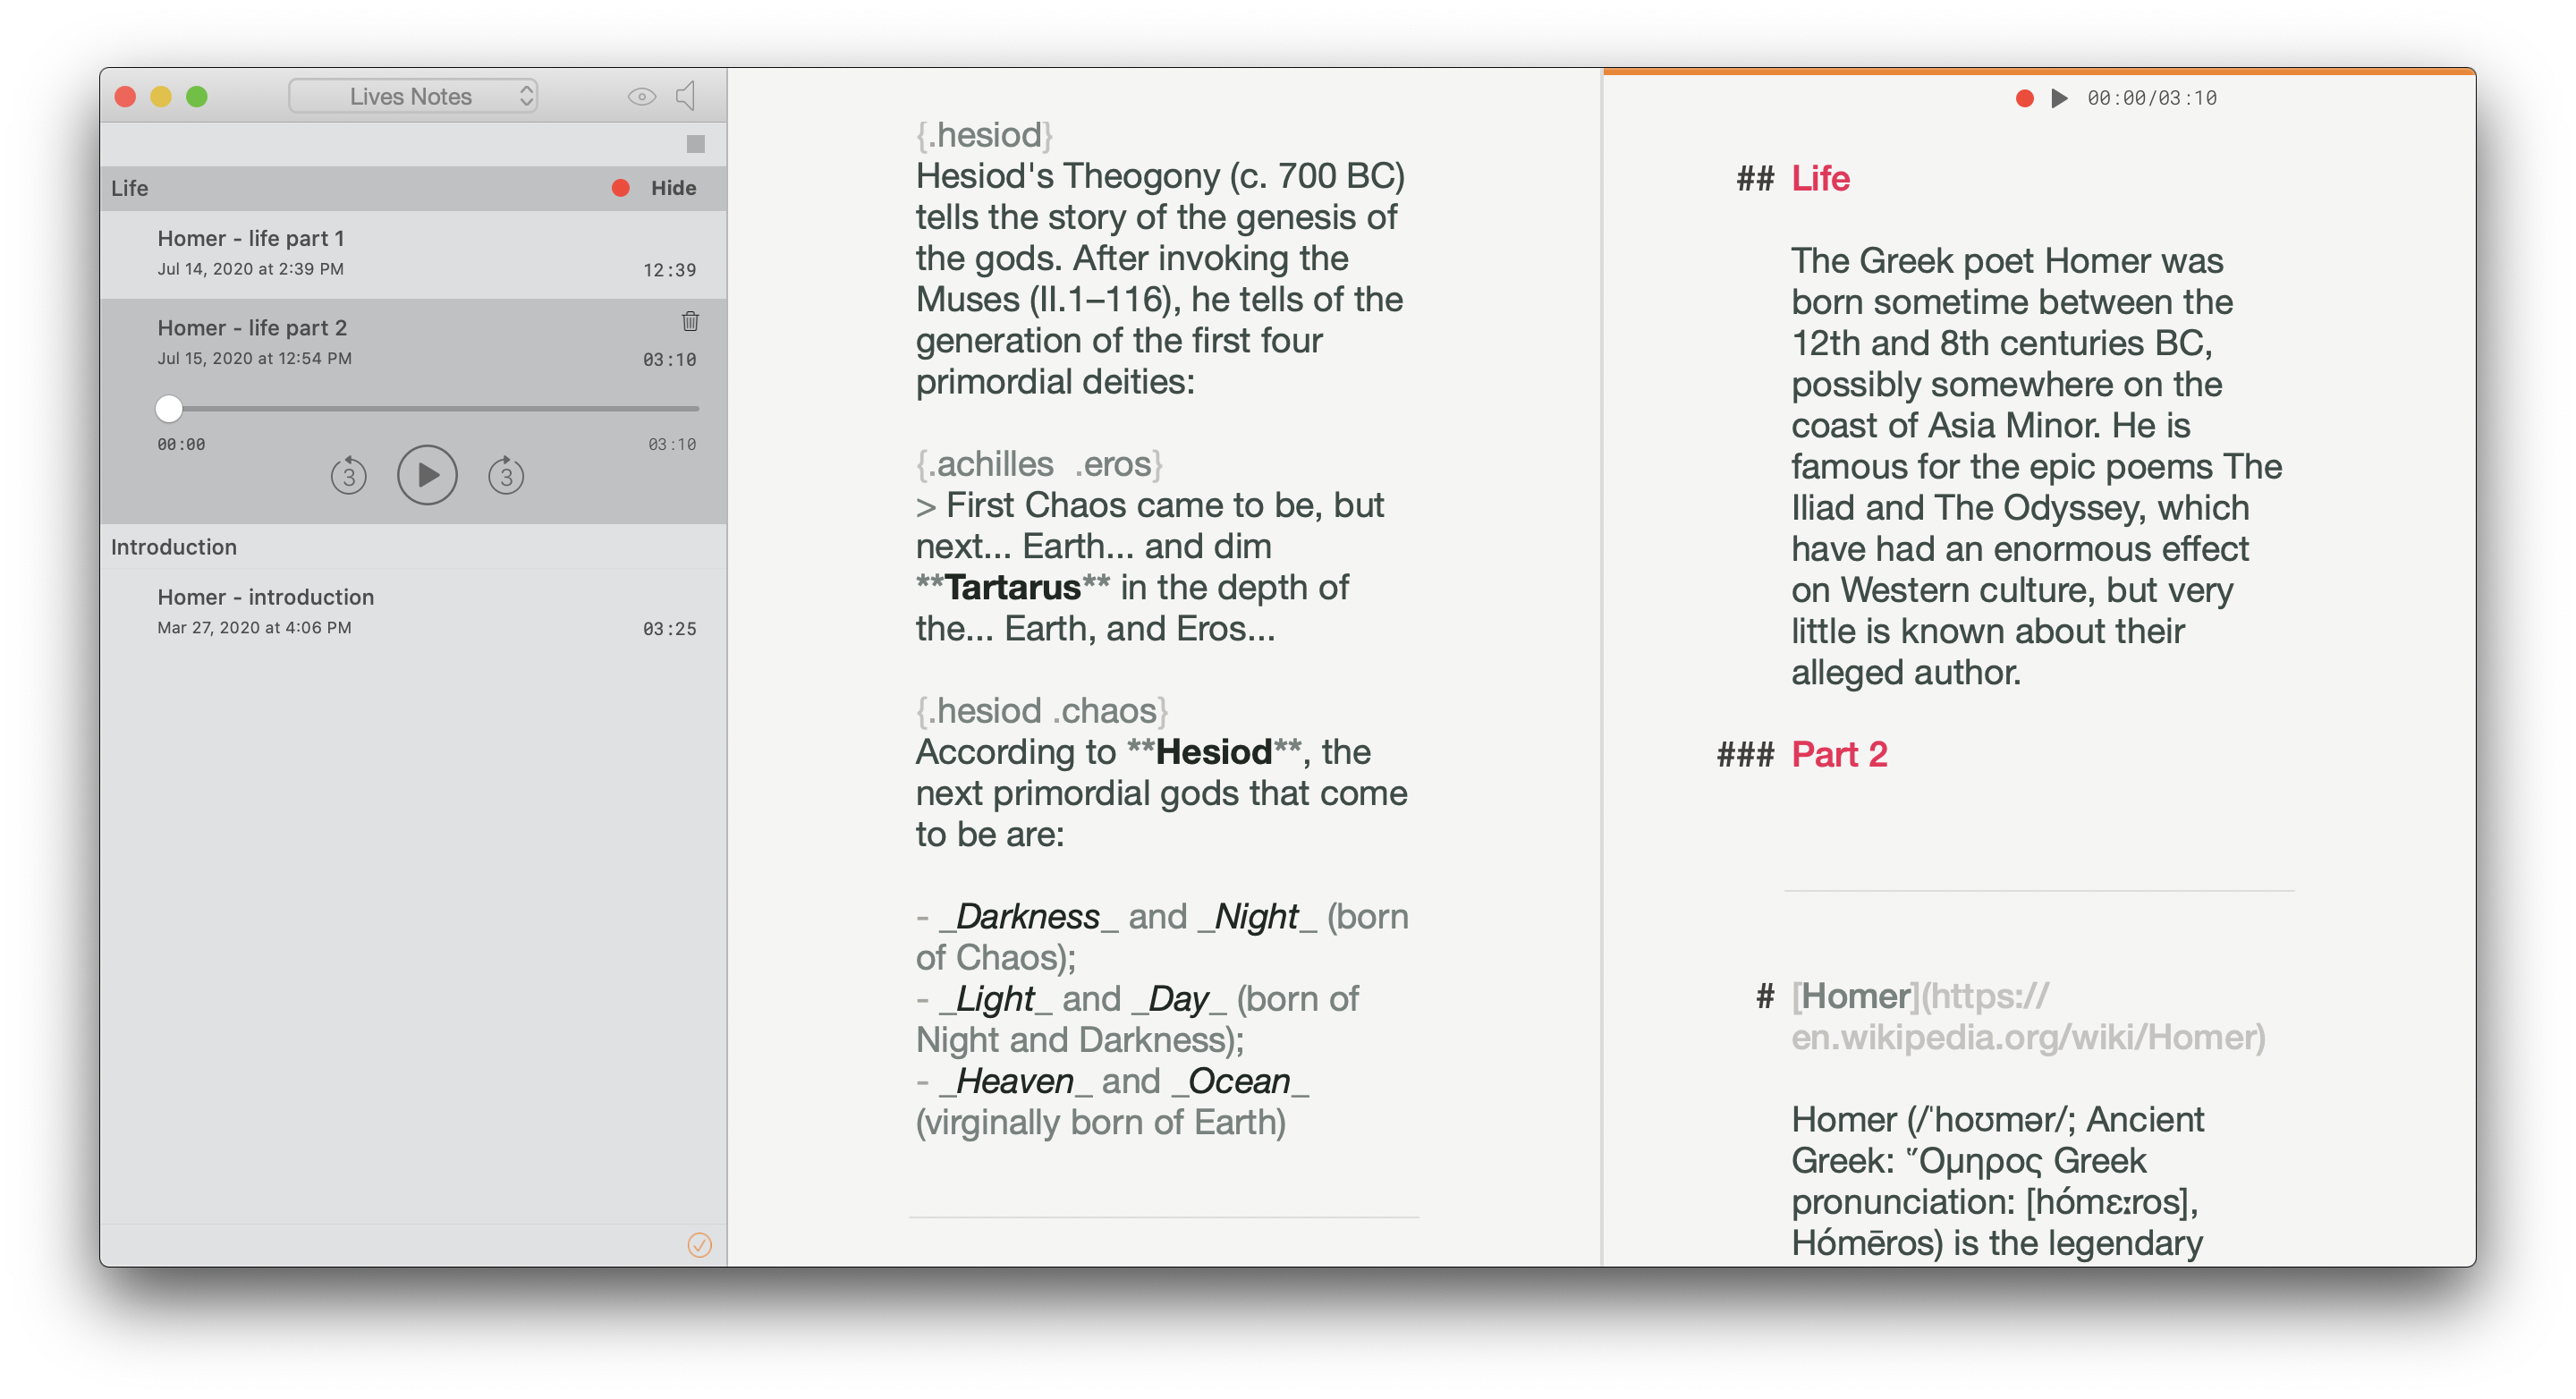 Lives Notes
Life
Hide
Homer - life part 1
Jul 14, 2020 at 2:39 PM
12:39
Homer - life part 2
Jul 15, 2020 at 12:54 PM
03:10
00:00
03:10
3
3
Introduction
Homer - introduction
Mar 27, 2020 at 4:06 PM
03:25
{.hesiod}
Hesiod's Theogony (c. 700 BC)
tells the story of the genesis of
the gods. After invoking the
Muses (II.1–116), he tells of the
generation of the first four
primordial deities:
{.achilles  .eros}
> First Chaos came to be, but
next... Earth... and dim
**Tartarus** in the depth of
the... Earth, and Eros...
{.hesiod .chaos}
According to **Hesiod**, the
next primordial gods that come
to be are:
- _Darkness_ and _Night_ (born
of Chaos);
- _Light_ and _Day_ (born of
Night and Darkness);
- _Heaven_ and _Ocean_
(virginally born of Earth)
00:00/03:10
## Life
The Greek poet Homer was
born sometime between the
12th and 8th centuries BC,
possibly somewhere on the
coast of Asia Minor. He is
famous for the epic poems The
Iliad and The Odyssey, which
have had an enormous effect
on Western culture, but very
little is known about their
alleged author.
### Part 2
# [Homer](https://
en.wikipedia.org/wiki/Homer)
Homer (/ˈhoʊmər/; Ancient
Greek: Ὅμηρος Greek
pronunciation: [hómɛːros],
Hómēros) is the legendary